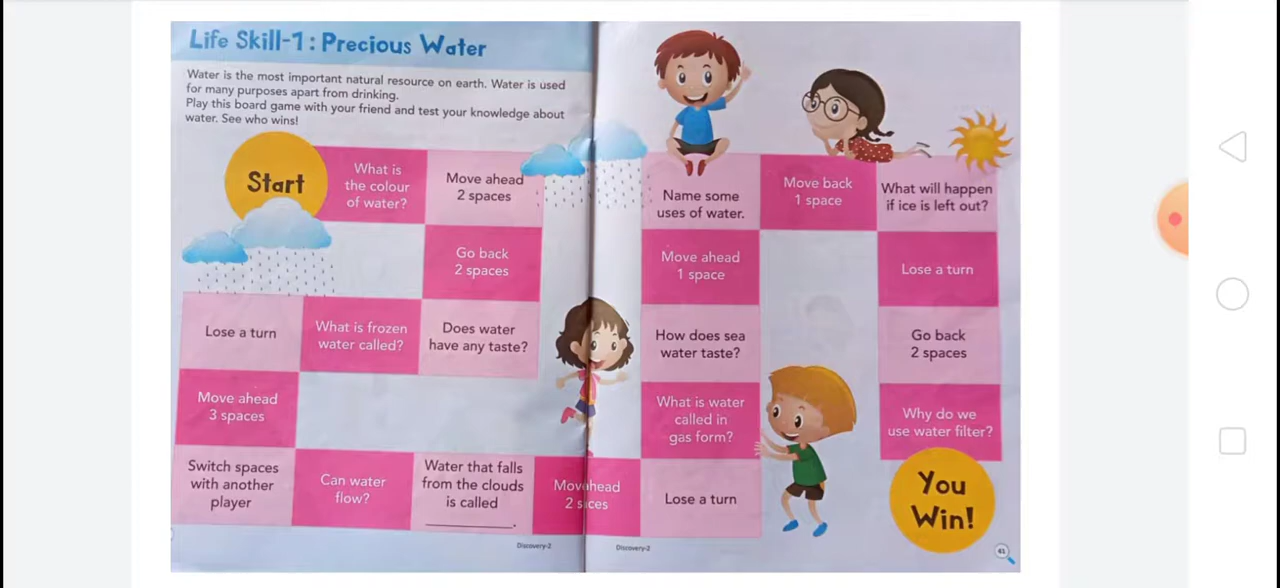 Life Skill-1 : Precious Water
Water is the most important natural resource on earth. Water is used
for many purposes apart from drinking.
Play this board game with your friend and test your knowledge about
water. See who wins!
Start
What is
the colour
of water?
Move ahead
2 spaces
Go back
2 spaces
Does water
have any taste?
What is frozen
water called?
Lose a turn
Move ahead
3 spaces
Switch spaces
with another
player
Can water
flow?
Water that falls
from the clouds
is called
____________.
Mov head
2 s ces
Lose a turn
What is water
called in
gas form?
How does sea
water taste?
Move ahead
1 space
Name some
uses of water.
Move back
1 space
What will happen
if ice is left out?
Lose a turn
Go back
2 spaces
Why do we
use water filter?
You
Win!
Discovery-2
Discovery-2
41